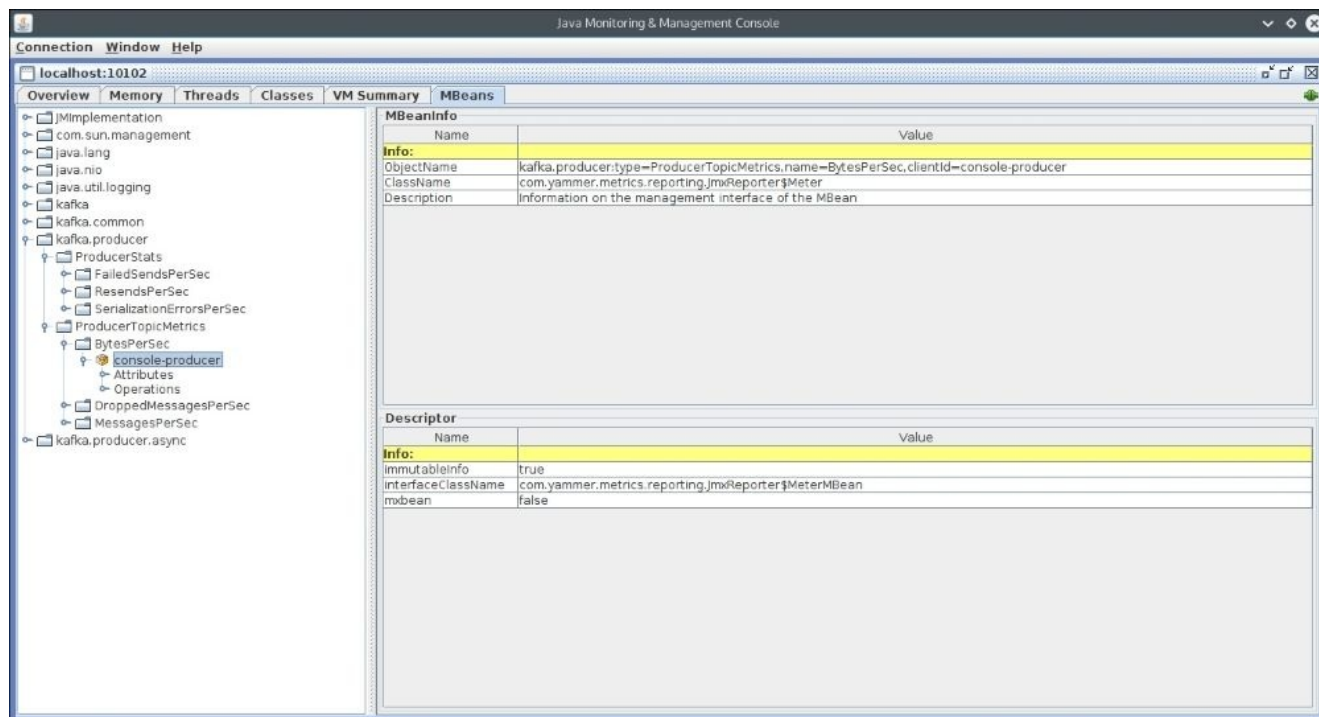 Java Monitoring & Management Console
Connection Window Help
localhost:10102
Overview Memory Threads Classes VM Summary MBeans
JMImplementation
com.sun.management
java.lang
java.nio
java.util.logging
kafka
kafka.common
kafka.producer
ProducerStats
FailedSendsPerSec
ResendsPerSec
SerializationErrorsPerSec
ProducerTopicMetrics
BytesPerSec
console-producer
Attributes
Operations
DroppedMessagesPerSec
MessagesPerSec
kafka.producer.async
MBeanInfo
Name Value
Info:
ObjectName kafka.producer:type=ProducerTopicMetrics,name=BytesPerSec,clientId=console-producer
ClassName com.yammer.metrics.reporting.JmxReporter$Meter
Description Information on the management interface of the MBean
Descriptor
Name Value
Info:
immutableInfo true
interfaceClassName com.yammer.metrics.reporting.JmxReporter$MeterMBean
mxbean false